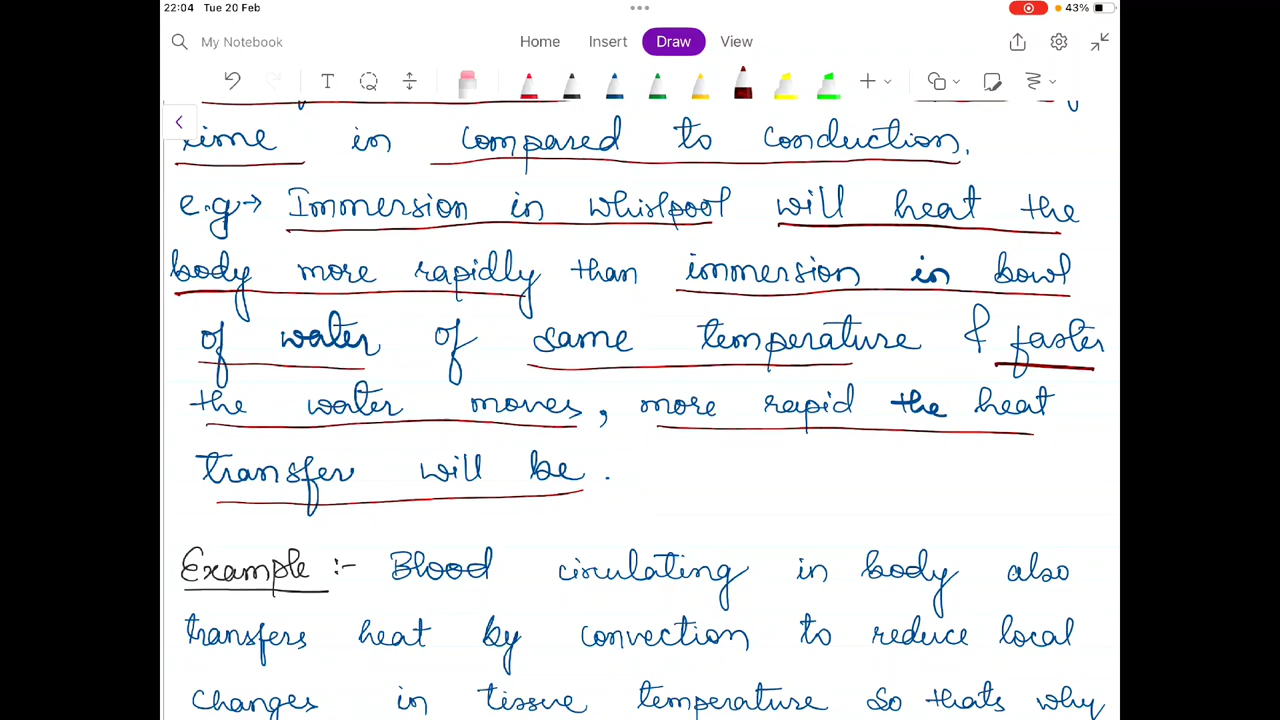 22:04 Tue 20 Feb
43%
My Notebook
Home Insert Draw View
T
time in compared to conduction.
e.g → Immersion in whirlpool will heat the
body more rapidly than immersion in bowl
of water of same temperature & faster
the water moves, more rapid the heat
transfer will be.
Example :- Blood circulating in body also
transfers heat by convection to reduce local
changes in tissue temperature So thats why